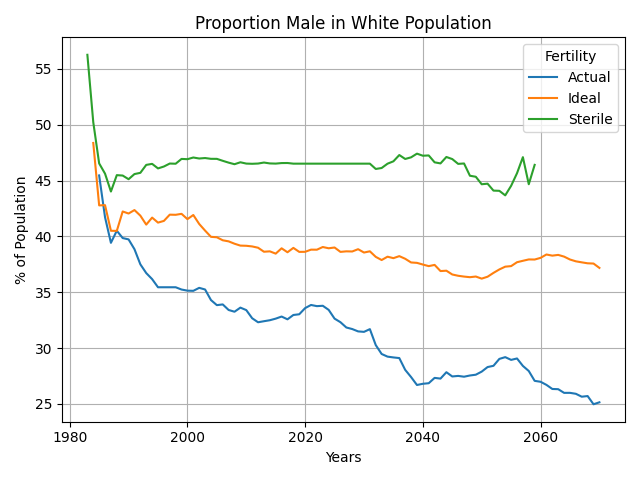 Proportion Male in White Population
Fertility
Actual
Ideal
Sterile
% of Population
55
50
45
40
35
30
25
1980
2000
2020
2040
2060
Years